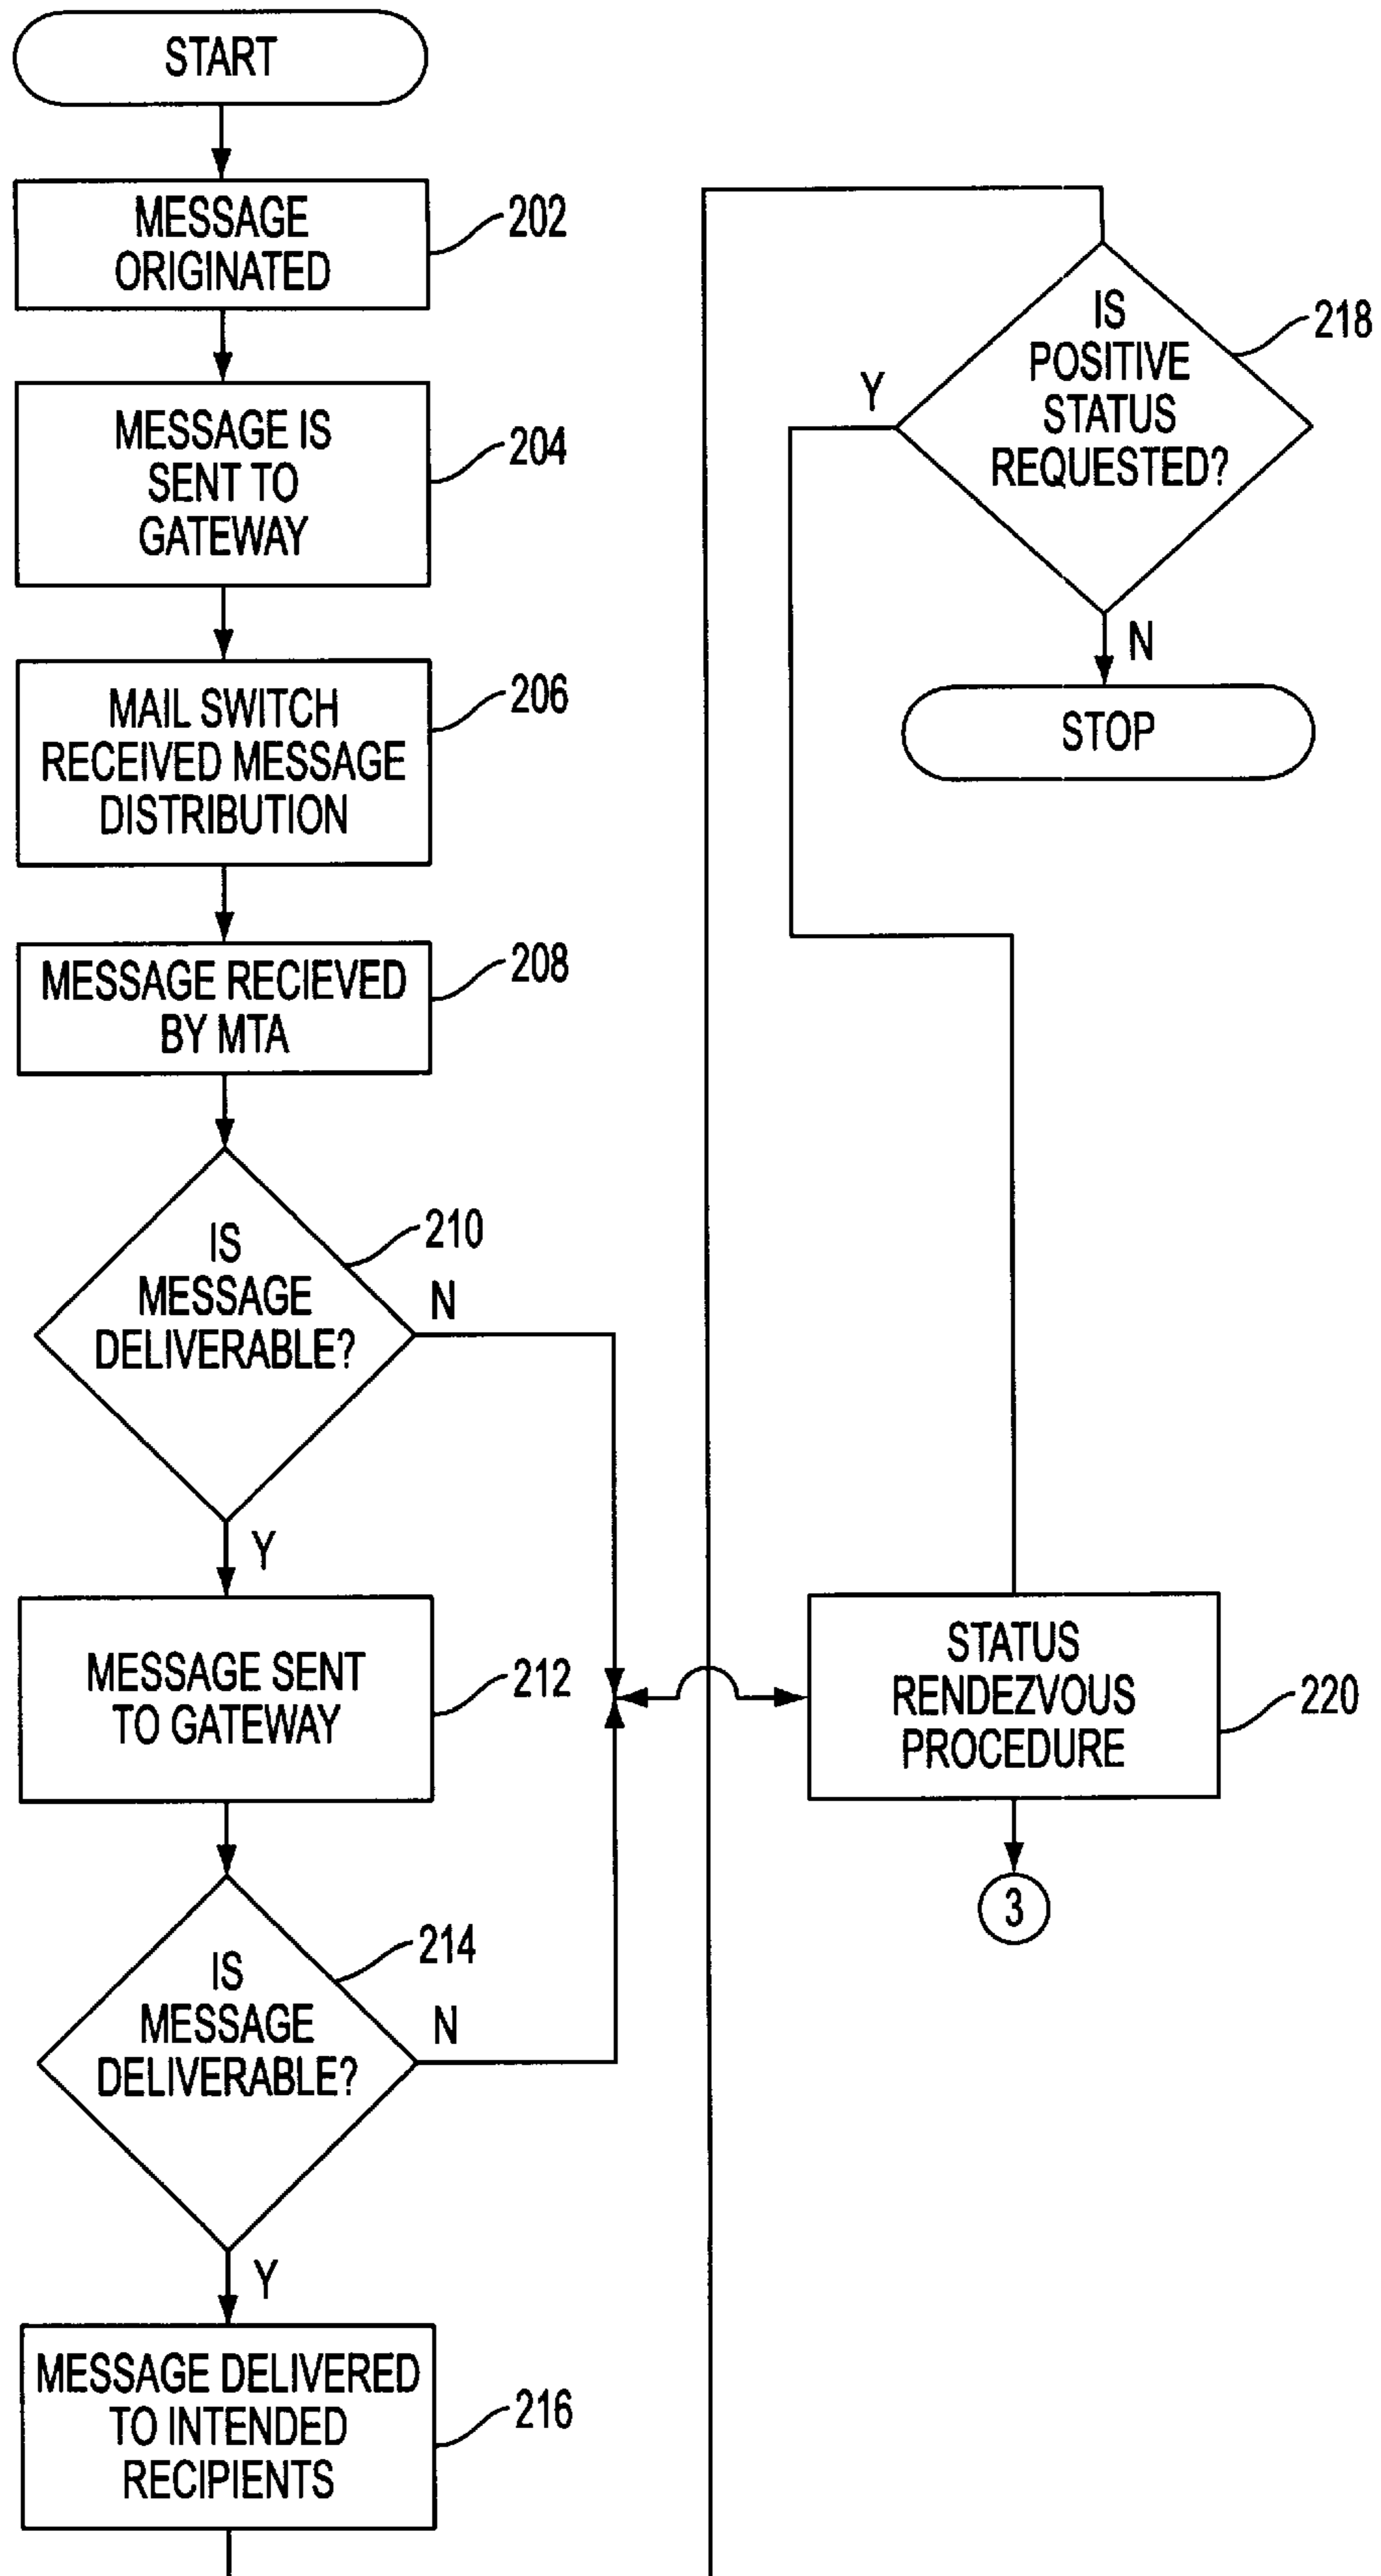 START
MESSAGE
ORIGINATED
202
MESSAGE IS
SENT TO
GATEWAY
204
MAIL SWITCH
RECEIVED MESSAGE
DISTRIBUTION
206
MESSAGE RECIEVED
BY MTA
208
IS
MESSAGE
DELIVERABLE?
210
N
Y
MESSAGE SENT
TO GATEWAY
212
IS
MESSAGE
DELIVERABLE?
214
N
Y
MESSAGE DELIVERED
TO INTENDED
RECIPIENTS
216
IS
POSITIVE
STATUS
REQUESTED?
218
Y
N
STOP
STATUS
RENDEZVOUS
PROCEDURE
220
3